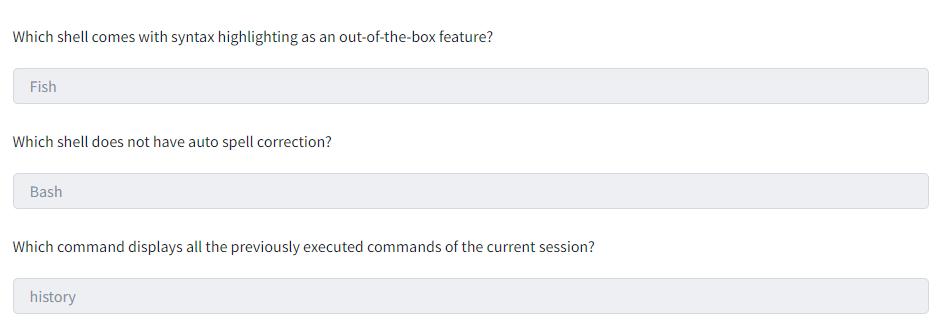 Which shell comes with syntax highlighting as an out-of-the-box feature?
Fish
Which shell does not have auto spell correction?
Bash
Which command displays all the previously executed commands of the current session?
history